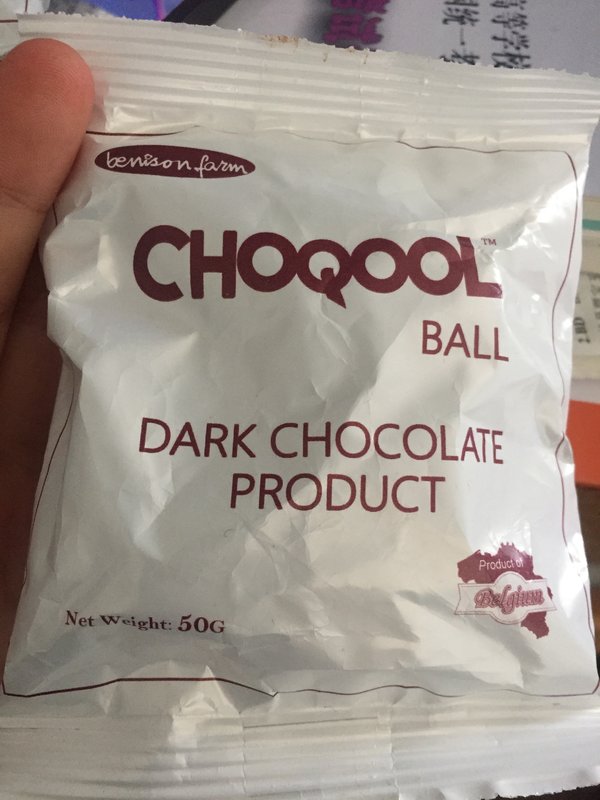 benison farm
CHOQOOL™
BALL
DARK CHOCOLATE
PRODUCT
Product of
Belgium
Net Weight: 50G